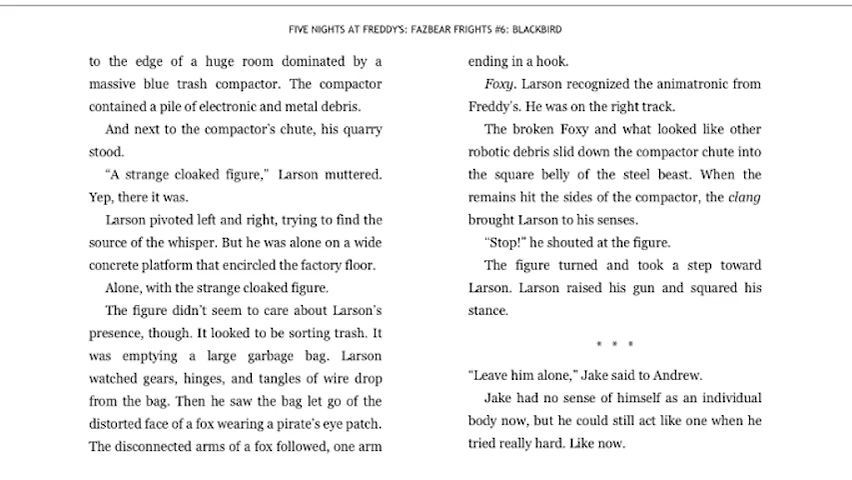 FIVE NIGHTS AT FREDDY'S: FAZBEAR FRIGHTS #6: BLACKBIRD
to the edge of a huge room dominated by a
massive blue trash compactor. The compactor
contained a pile of electronic and metal debris.
And next to the compactor's chute, his quarry
stood.
“A strange cloaked figure,” Larson muttered.
Yep, there it was.
Larson pivoted left and right, trying to find the
source of the whisper. But he was alone on a wide
concrete platform that encircled the factory floor.
Alone, with the strange cloaked figure.
The figure didn't seem to care about Larson's
presence, though. It looked to be sorting trash. It
was emptying a large garbage bag. Larson
watched gears, hinges, and tangles of wire drop
from the bag. Then he saw the bag let go of the
distorted face of a fox wearing a pirate's eye patch.
The disconnected arms of a fox followed, one arm
ending in a hook.
Foxy. Larson recognized the animatronic from
Freddy's. He was on the right track.
The broken Foxy and what looked like other
robotic debris slid down the compactor chute into
the square belly of the steel beast. When the
remains hit the sides of the compactor, the clang
brought Larson to his senses.
“Stop!” he shouted at the figure.
The figure turned and took a step toward
Larson. Larson raised his gun and squared his
stance.
* * *
“Leave him alone,” Jake said to Andrew.
Jake had no sense of himself as an individual
body now, but he could still act like one when he
tried really hard. Like now.